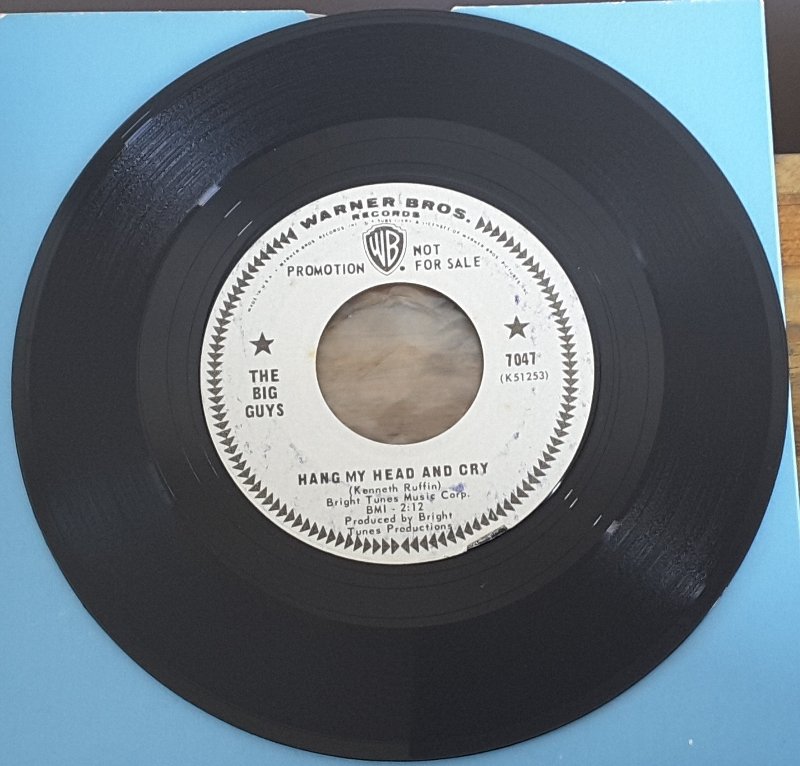 WARNER BROS.
RECORDS
WB
PROMOTION NOT
FOR SALE
7047
(K51253)
THE
BIG
GUYS
HANG MY HEAD AND CRY
(Kenneth Ruffin)
Bright Tunes Music Corp.
BMI - 2:12
Produced by Bright
Tunes Productions